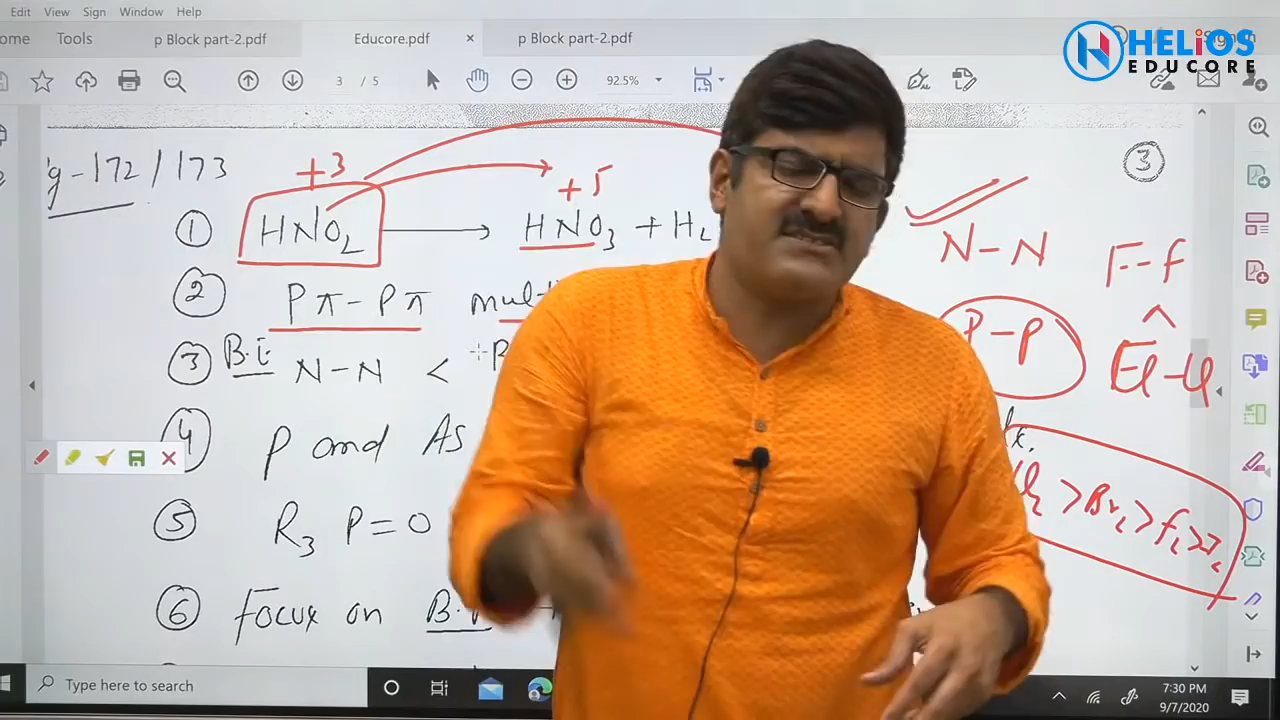 Edit View Window Help Sign
HELiOS
EDUCORE
ome Tools p Block part-2.pdf Educore.pdf × p Block part-2.pdf
3 / 5 92.5%
g-172/173
+3
+5
③
① HNO2 → HNO3 + H2
N-N F-F
② Pπ-Pπ mul
P-P Cl-Cl
③ B.E N-N <
④ P and As
> Br2 > F2 > I2
⑤ R3 P=O
⑥ Focus on
Type here to search
7:30 PM
9/7/2020